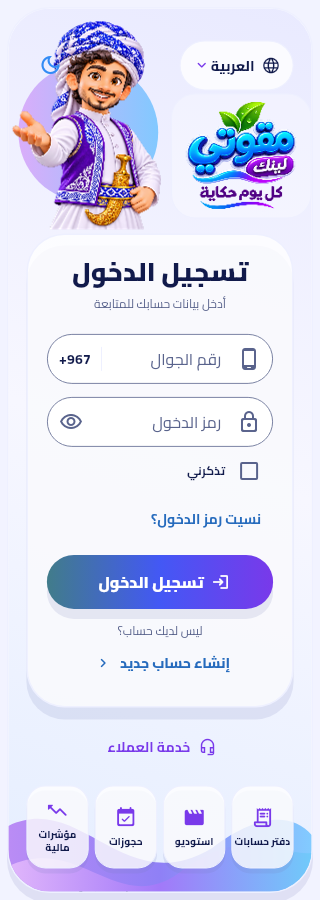 العربية
مقوتي
لينك
كل يوم حكاية
تسجيل الدخول
أدخل بيانات حسابك للمتابعة
رقم الجوال
+967
رمز الدخول
تذكرني
نسيت رمز الدخول؟
تسجيل الدخول
ليس لديك حساب؟
إنشاء حساب جديد
خدمة العملاء
دفتر حسابات
استوديو
حجوزات
مؤشرات
مالية